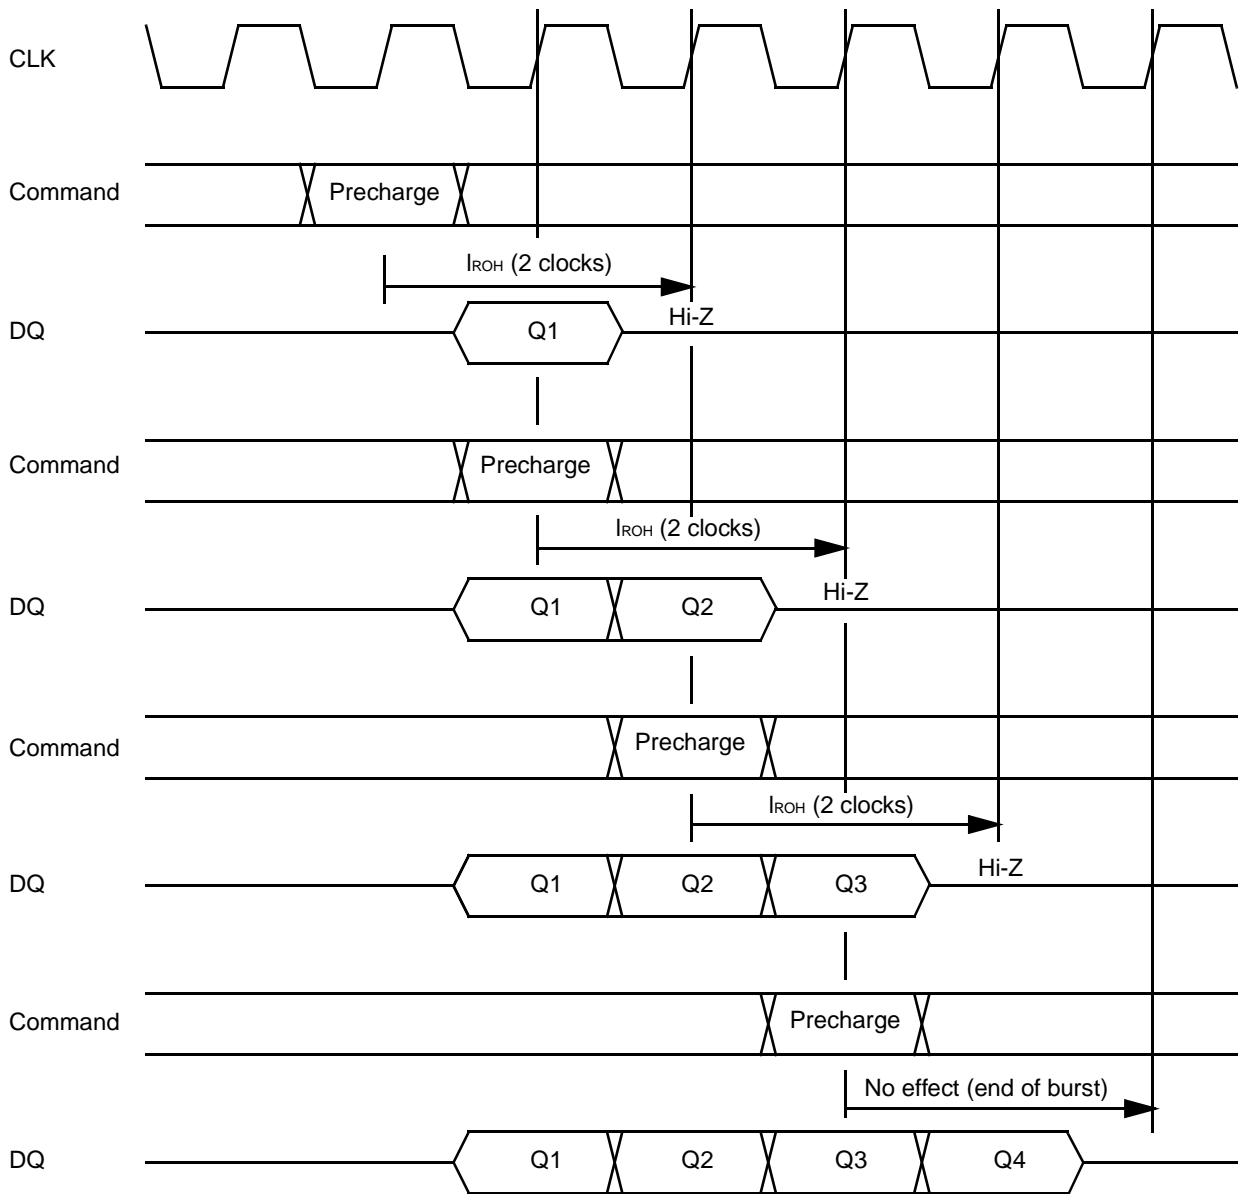 CLK
Command
Precharge
IROH (2 clocks)
DQ
Q1
Hi-Z
Command
Precharge
IROH (2 clocks)
DQ
Q1
Q2
Hi-Z
Command
Precharge
IROH (2 clocks)
DQ
Q1
Q2
Q3
Hi-Z
Command
Precharge
No effect (end of burst)
DQ
Q1
Q2
Q3
Q4